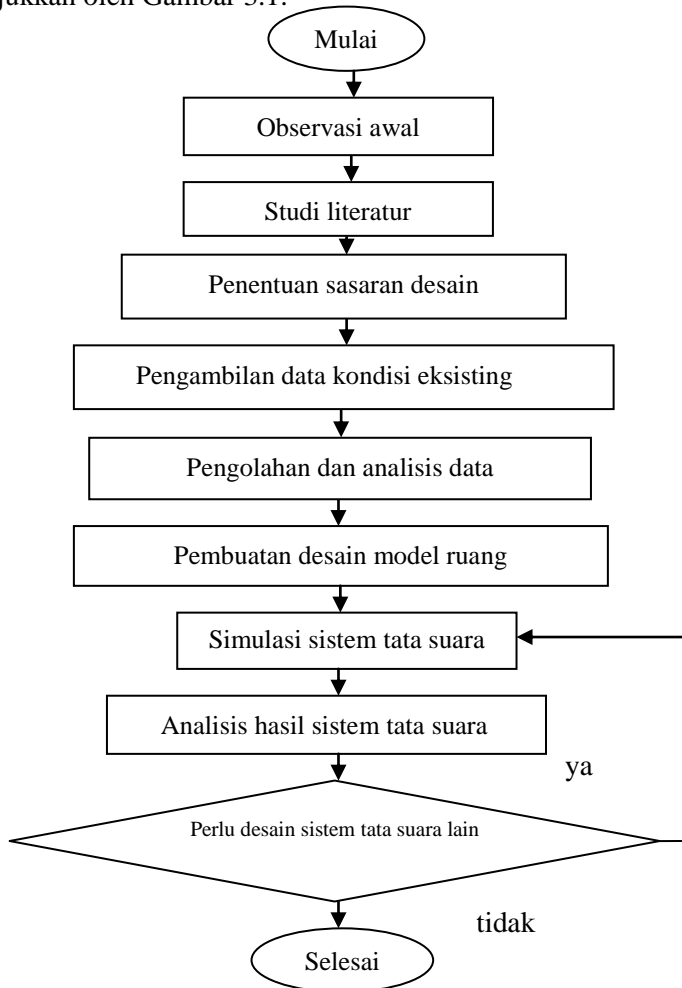 oleh Gambar 3.1.
Mulai
Observasi awal
Studi literatur
Penentuan sasaran desain
Pengambilan data kondisi eksisting
Pengolahan dan analisis data
Pembuatan desain model ruang
Simulasi sistem tata suara
Analisis hasil sistem tata suara
ya
Perlu desain sistem tata suara lain
tidak
Selesai